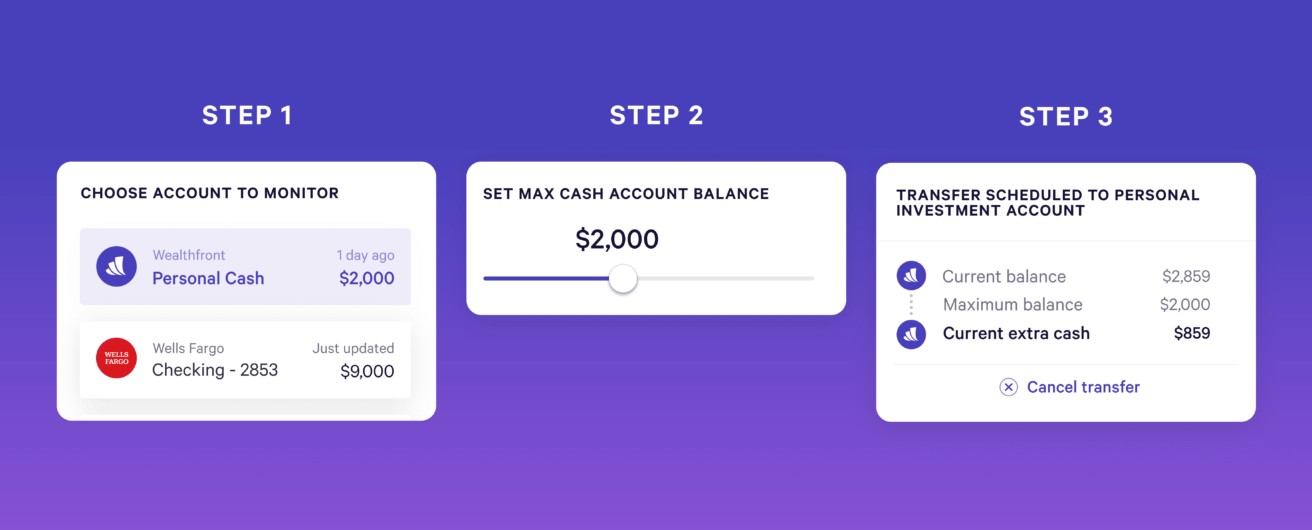 STEP 1
CHOOSE ACCOUNT TO MONITOR
Wealthfront 1 day ago
Personal Cash $2,000
WELLS
FARGO
Wells Fargo Just updated
Checking - 2853 $9,000
STEP 2
SET MAX CASH ACCOUNT BALANCE
$2,000
STEP 3
TRANSFER SCHEDULED TO PERSONAL
INVESTMENT ACCOUNT
Current balance $2,859
Maximum balance $2,000
Current extra cash $859
Cancel transfer